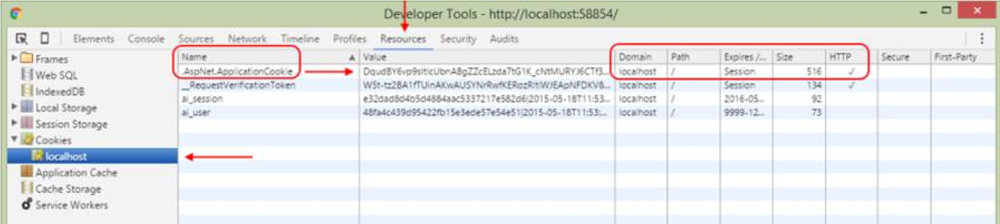 Developer Tools - http://localhost:58854/
Elements Console Sources Network Timeline Profiles Resources Security Audits
Frames
Web SQL
IndexedDB
Local Storage
Session Storage
Cookies
localhost
Application Cache
Cache Storage
Service Workers
Name Value Domain Path Expires /... Size HTTP Secure First-Party
.AspNet.ApplicationCookie localhost / Session 516 ✓
__RequestVerificationToken localhost / Session 134 ✓
ai_session e32dad8d4b5d4884aac5337217e582d6|2015-05-18T11:53... localhost / 2016-05... 92
ai_user 48fa4c439d95422fb15e3ede57e54e51|2015-05-18T11:53:... localhost / 9999-12... 73